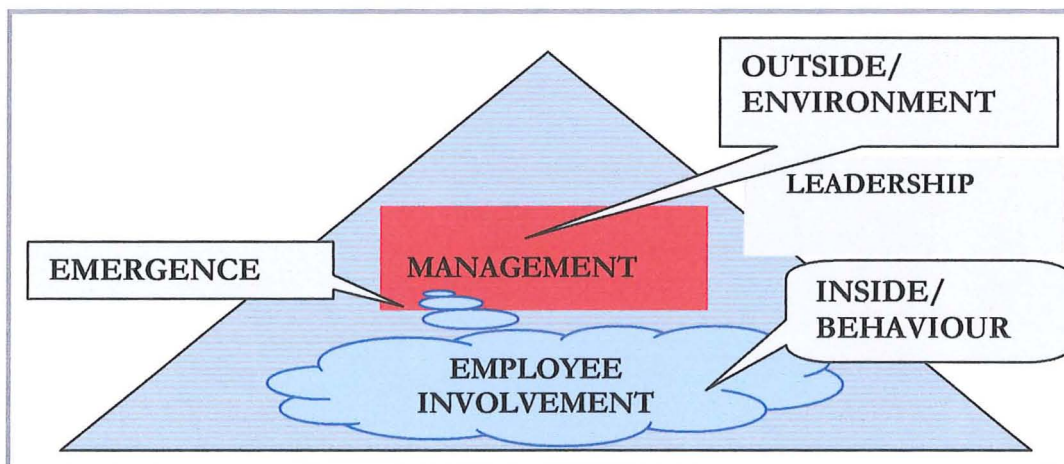 OUTSIDE/
ENVIRONMENT
LEADERSHIP
EMERGENCE
MANAGEMENT
INSIDE/
BEHAVIOUR
EMPLOYEE
INVOLVEMENT